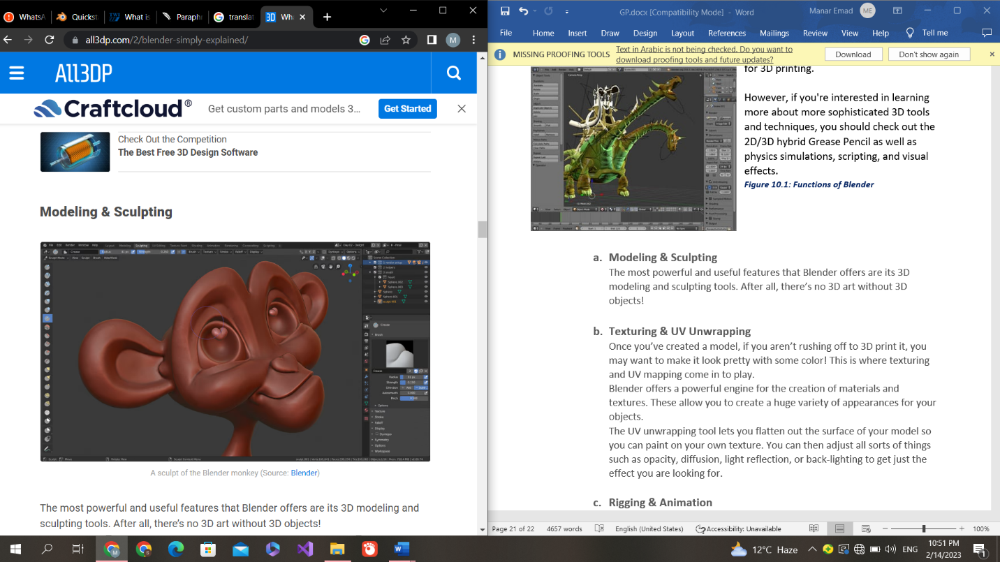 WhatsA
Quickst
What is
Paraphr
translat
Wha
all3dp.com/2/blender-simply-explained/
M
ALL3DP
Craftcloud®
Get custom parts and models 3...
Get Started
Check Out the Competition
The Best Free 3D Design Software
Modeling & Sculpting
A sculpt of the Blender monkey (Source: Blender)
The most powerful and useful features that Blender offers are its 3D modeling and
sculpting tools. After all, there's no 3D art without 3D objects!
GP.docx [Compatibility Mode] - Word
Manar Emad
ME
File Home Insert Draw Design Layout References Mailings Review View Help Tell me
MISSING PROOFING TOOLS
Text in Arabic is not being checked. Do you want to
download proofing tools and future updates?
Download
Don't show again
for 3D printing.
However, if you're interested in learning
more about more sophisticated 3D tools
and techniques, you should check out the
2D/3D hybrid Grease Pencil as well as
physics simulations, scripting, and visual
effects.
Figure 10.1: Functions of Blender
a. Modeling & Sculpting
The most powerful and useful features that Blender offers are its 3D
modeling and sculpting tools. After all, there's no 3D art without 3D
objects!
b. Texturing & UV Unwrapping
Once you've created a model, if you aren't rushing off to 3D print it, you
may want to make it look pretty with some color! This is where texturing
and UV mapping come in to play.
Blender offers a powerful engine for the creation of materials and
textures. These allow you to create a huge variety of appearances for your
objects.
The UV unwrapping tool lets you flatten out the surface of your model so
you can paint on your own texture. You can then adjust all sorts of things
such as opacity, diffusion, light reflection, or back-lighting to get just the
effect you are looking for.
c. Rigging & Animation
Page 21 of 22 4657 words English (United States) Accessibility: Unavailable 100%
12°C Haze ENG
10:51 PM
2/14/2023
1